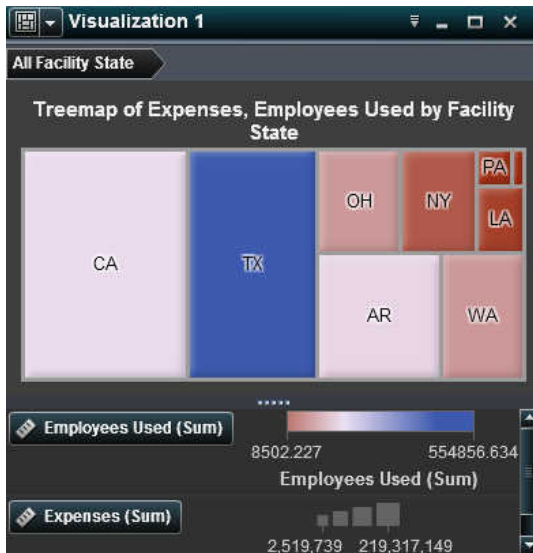 Visualization 1
All Facility State
Treemap of Expenses, Employees Used by Facility
State
CA
TX
OH
NY
PA
LA
AR
WA
Employees Used (Sum)
8502.227 554856.634
Employees Used (Sum)
Expenses (Sum)
2,519,739 219,317,149